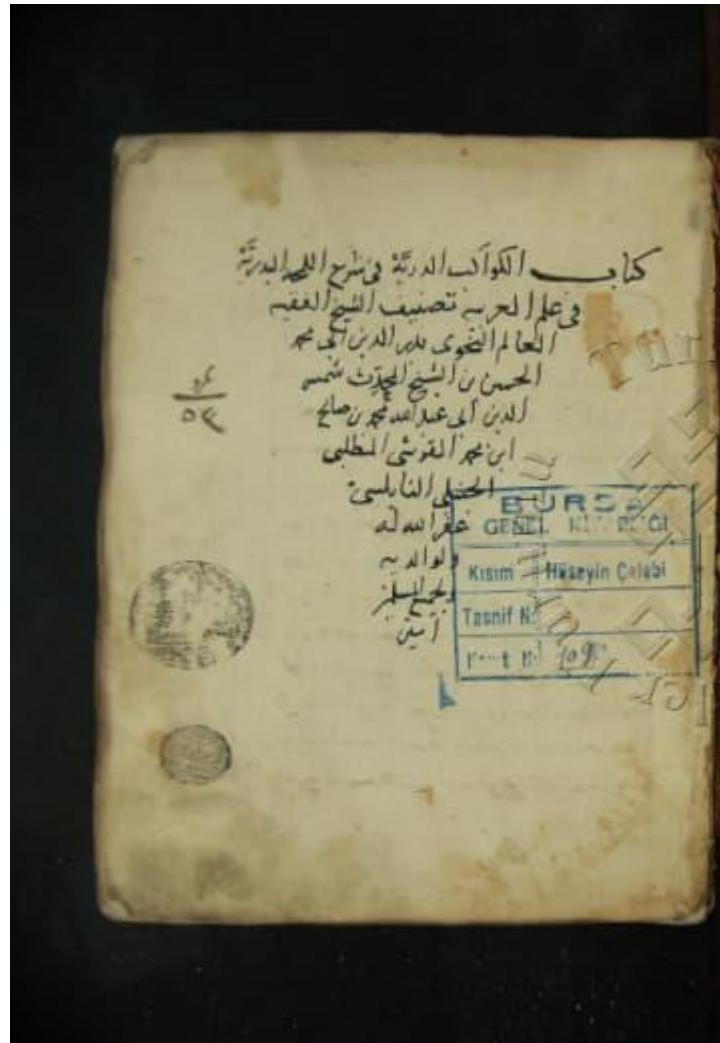 كتاب الكواكب الدرية في شرح اللمحة البدرية
في علم العربية تصنيف الشيخ الفقيه
العالم النحوي بدر الدين ابي محمد
الحسن بن الشيخ المحدث شمس
الدين ابي عبد الله محمد بن صالح
ابن محمد القرشي المطلبي
الحنبلي النابلسي
غفر الله له
ولوالديه
ولجميع المسلمين
امين
BURSA
GENEL
Kısım Hüseyin Çelebi
Tasnif N.